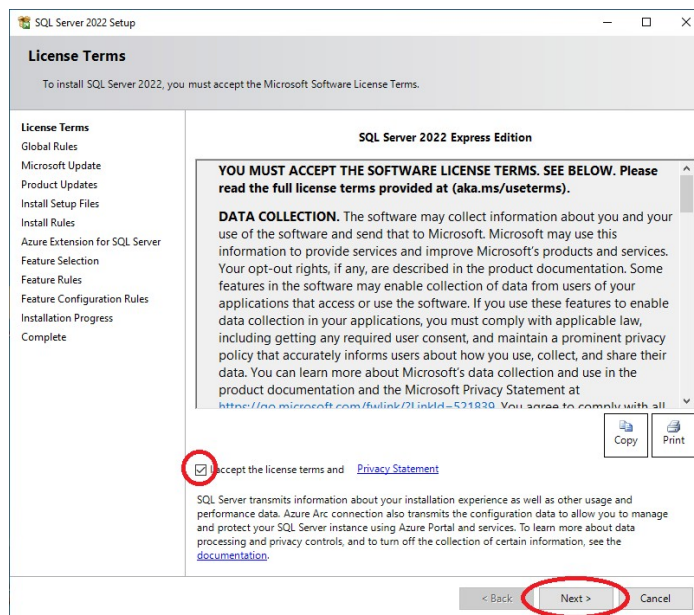 SQL Server 2022 Setup
License Terms
To install SQL Server 2022, you must accept the Microsoft Software License Terms.
License Terms
Global Rules
Microsoft Update
Product Updates
Install Setup Files
Install Rules
Azure Extension for SQL Server
Feature Selection
Feature Rules
Feature Configuration Rules
Installation Progress
Complete
SQL Server 2022 Express Edition
YOU MUST ACCEPT THE SOFTWARE LICENSE TERMS. SEE BELOW. Please
read the full license terms provided at (aka.ms/useterms).
DATA COLLECTION. The software may collect information about you and your
use of the software and send that to Microsoft. Microsoft may use this
information to provide services and improve Microsoft's products and services.
Your opt-out rights, if any, are described in the product documentation. Some
features in the software may enable collection of data from users of your
applications that access or use the software. If you use these features to enable
data collection in your applications, you must comply with applicable law,
including getting any required user consent, and maintain a prominent privacy
policy that accurately informs users about how you use, collect, and share their
data. You can learn more about Microsoft's data collection and use in the
product documentation and the Microsoft Privacy Statement at
https://go.microsoft.com/fwlink/?LinkId=521839. You agree to comply with all
Copy
Print
I accept the license terms and Privacy Statement
SQL Server transmits information about your installation experience as well as other usage and
performance data. Azure Arc connection also transmits the configuration data to allow you to manage
and protect your SQL Server instance using Azure Portal and services. To learn more about data
processing and privacy controls, and to turn off the collection of certain information, see the
documentation.
< Back
Next >
Cancel